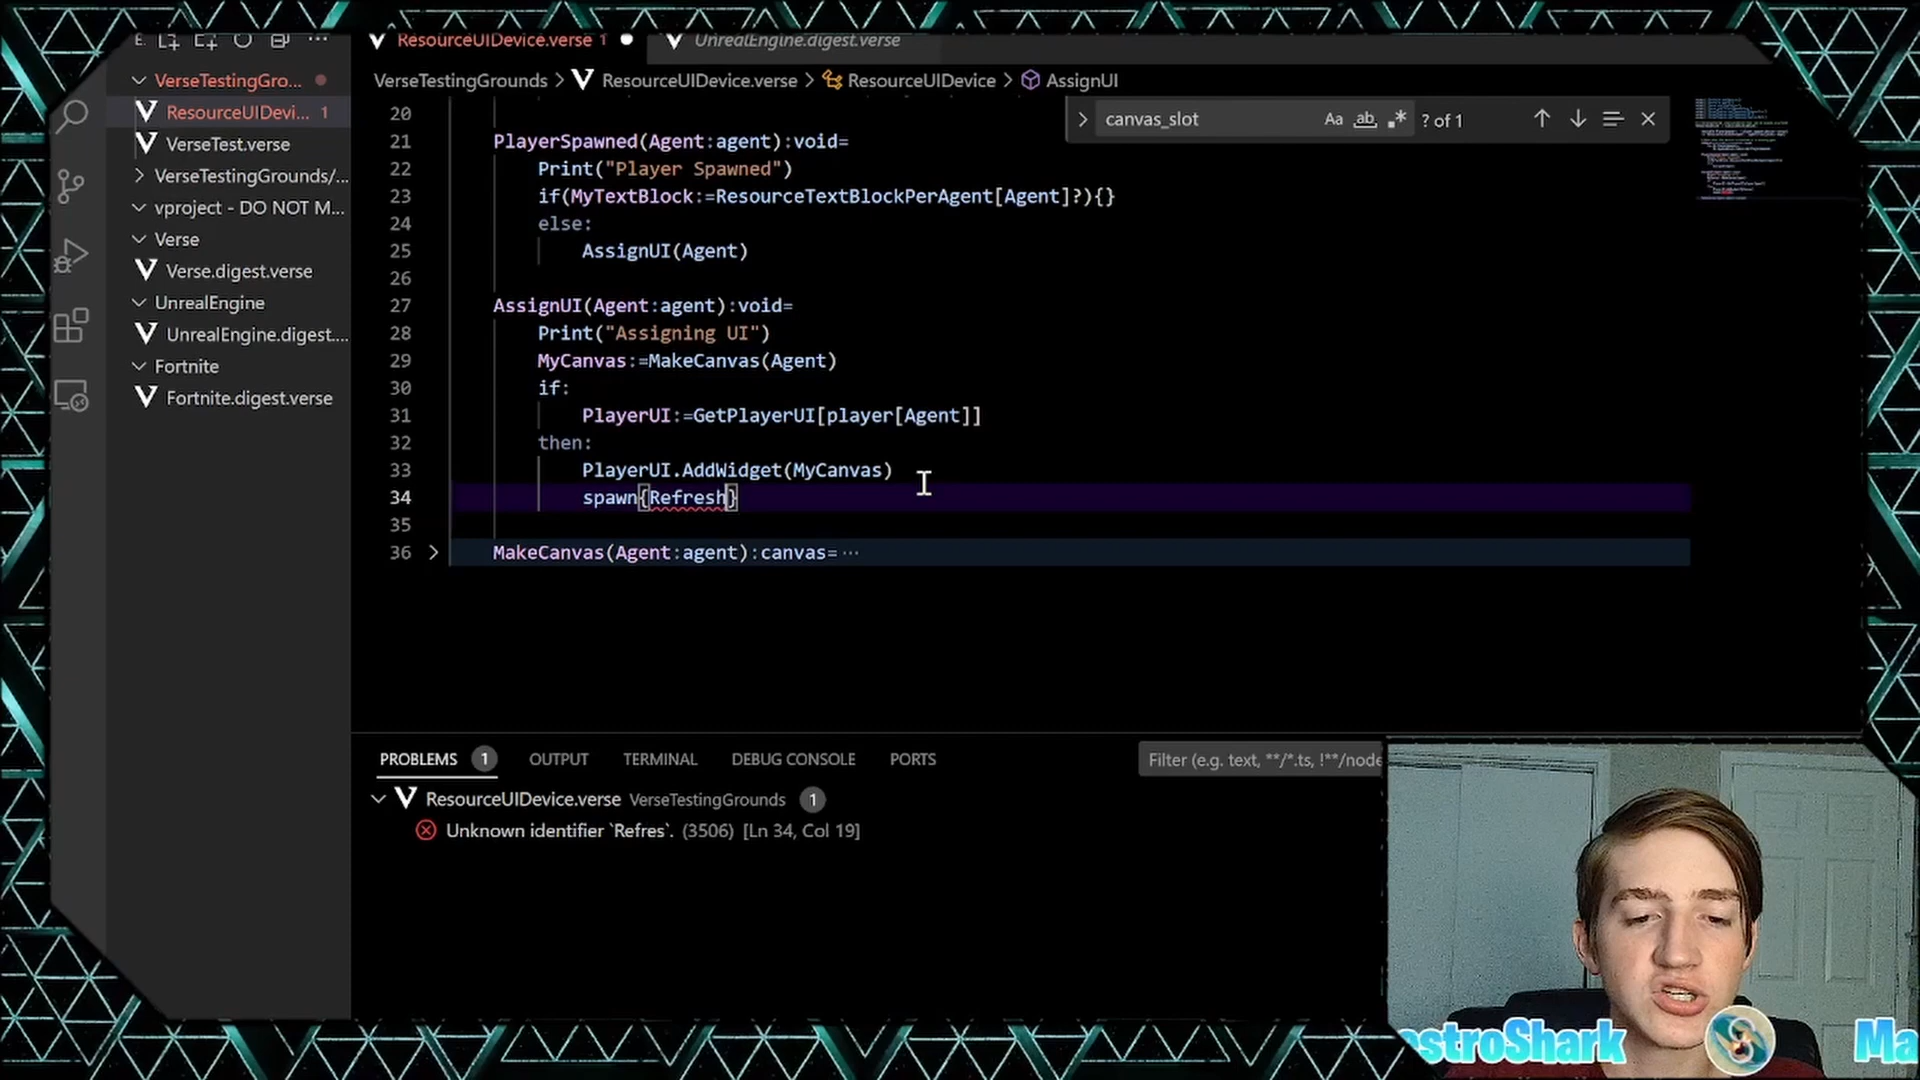 E. ...
ResourceUIDevice.verse 1
UnrealEngine.digest.verse
VerseTestingGro...
ResourceUIDevi... 1
VerseTest.verse
VerseTestingGrounds/...
vproject - DO NOT M...
Verse
Verse.digest.verse
UnrealEngine
UnrealEngine.digest....
Fortnite
Fortnite.digest.verse
VerseTestingGrounds > ResourceUIDevice.verse > ResourceUIDevice > AssignUI
canvas_slot Aa ab .* ? of 1
20
21 PlayerSpawned(Agent:agent):void=
22 Print("Player Spawned")
23 if(MyTextBlock:=ResourceTextBlockPerAgent[Agent]?){}
24 else:
25 AssignUI(Agent)
26
27 AssignUI(Agent:agent):void=
28 Print("Assigning UI")
29 MyCanvas:=MakeCanvas(Agent)
30 if:
31 PlayerUI:=GetPlayerUI[player[Agent]]
32 then:
33 PlayerUI.AddWidget(MyCanvas)
34 spawn{Refresh}
35
36 MakeCanvas(Agent:agent):canvas= ...
PROBLEMS 1 OUTPUT TERMINAL DEBUG CONSOLE PORTS
Filter (e.g. text, **/*.ts, !**/node
ResourceUIDevice.verse VerseTestingGrounds 1
Unknown identifier `Refres`. (3506) [Ln 34, Col 19]
stroShark Ma